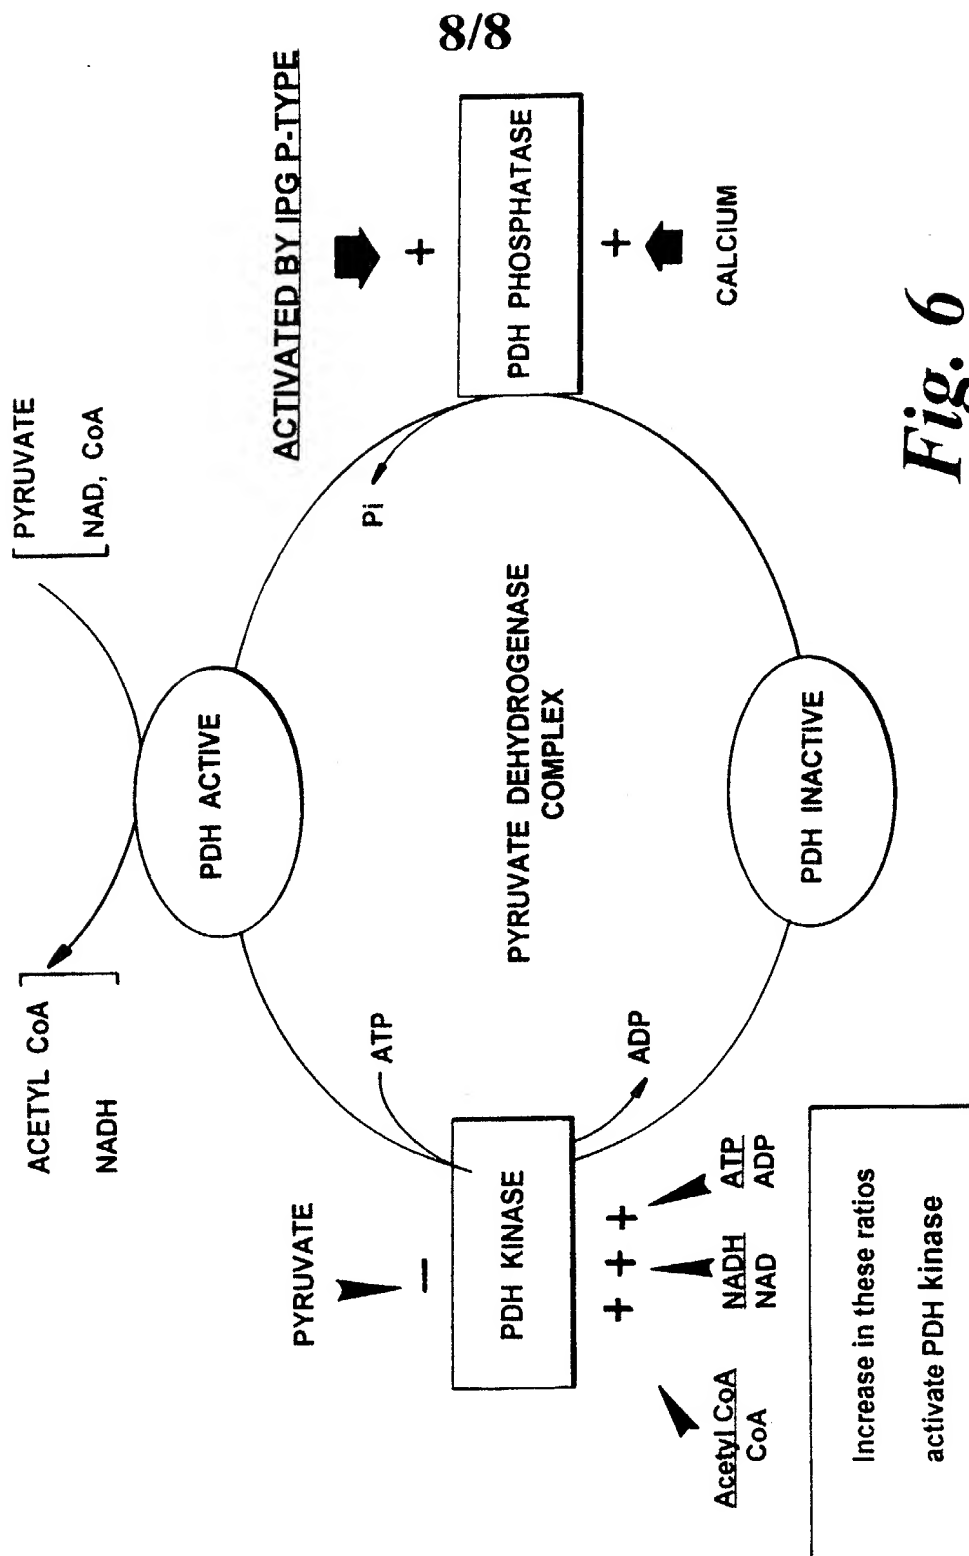 8/8
ACETYL CoA
NADH
PYRUVATE
NAD, CoA
PDH ACTIVE
ACTIVATED BY IPG P-TYPE
PYRUVATE
–
ATP
Pi
+
PDH KINASE
PYRUVATE DEHYDROGENASE
COMPLEX
PDH PHOSPHATASE
+ + +
ADP
+
Acetyl CoA
CoA
NADH
NAD
ATP
ADP
CALCIUM
PDH INACTIVE
Increase in these ratios
activate PDH kinase
Fig. 6